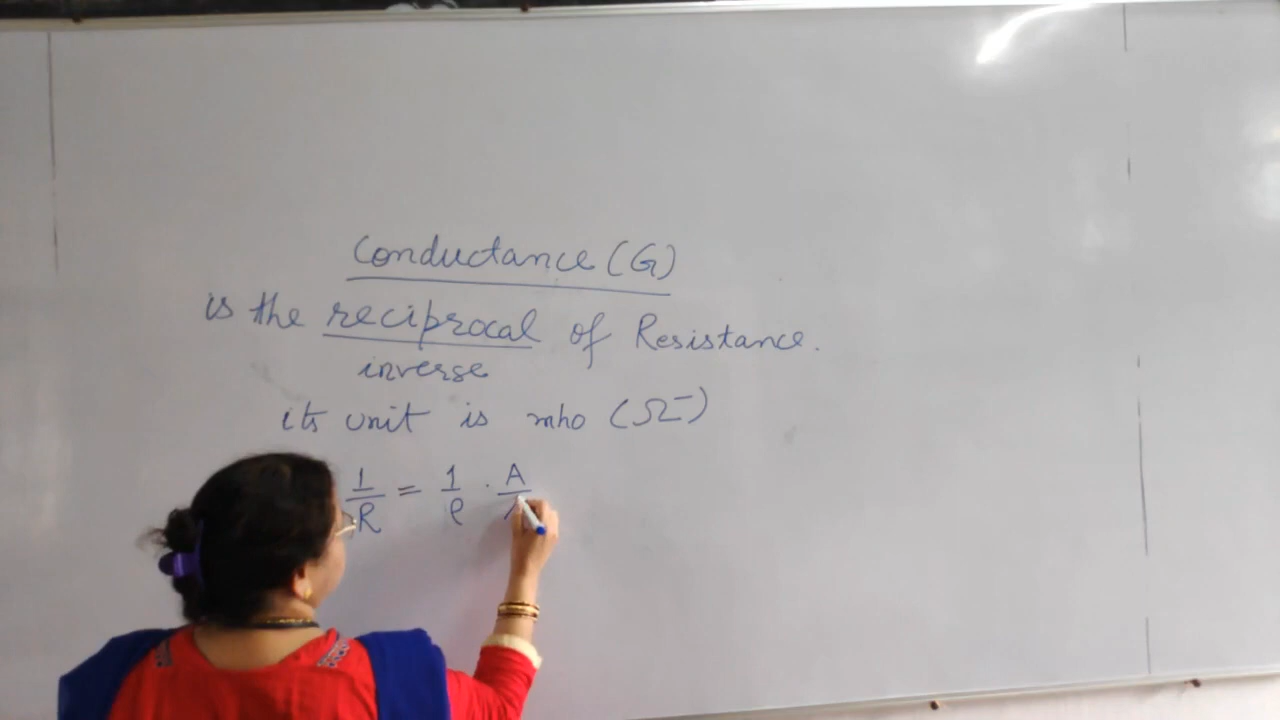 Conductance (G)
is the reciprocal of Resistance.
inverse
its unit is mho (Ω⁻)
1/R = 1/ρ · A/